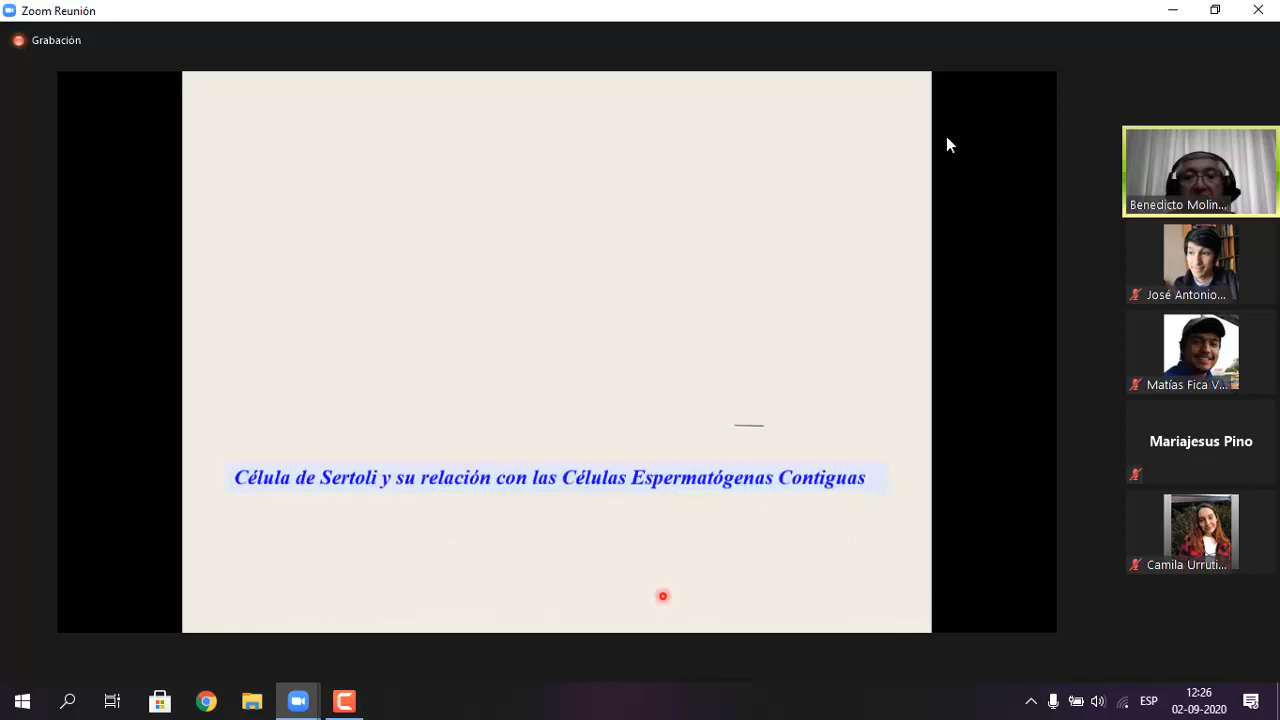 Zoom Reunión
Grabación
Benedicto Molin...
José Antonio...
Matías Fica V...
Mariajesus Pino
Camila Urruti...
Célula de Sertoli y su relación con las Células Espermatógenas Contiguas
ESP
12:26
02-09-2020